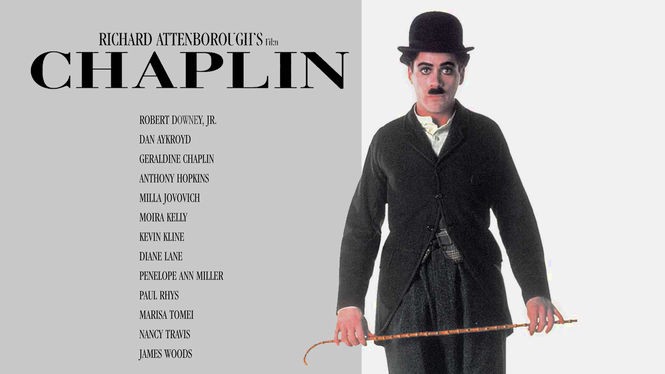 RICHARD ATTENBOROUGH'S Film
CHAPLIN
ROBERT DOWNEY, JR.
DAN AYKROYD
GERALDINE CHAPLIN
ANTHONY HOPKINS
MILLA JOVOVICH
MOIRA KELLY
KEVIN KLINE
DIANE LANE
PENELOPE ANN MILLER
PAUL RHYS
MARISA TOMEI
NANCY TRAVIS
JAMES WOODS